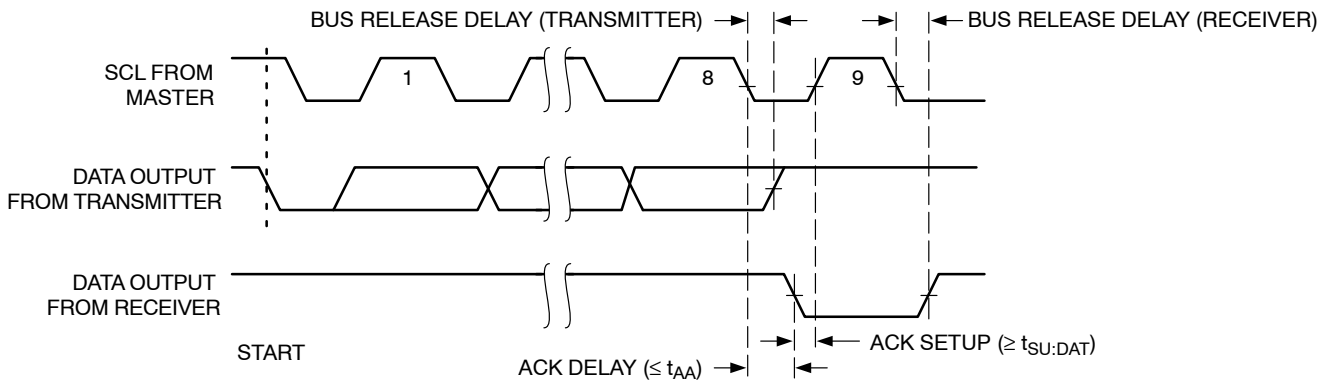 BUS RELEASE DELAY (TRANSMITTER)
BUS RELEASE DELAY (RECEIVER)
SCL FROM
MASTER
1
8
9
DATA OUTPUT
FROM TRANSMITTER
DATA OUTPUT
FROM RECEIVER
START
ACK SETUP (≥ tSU:DAT)
ACK DELAY (≤ tAA)